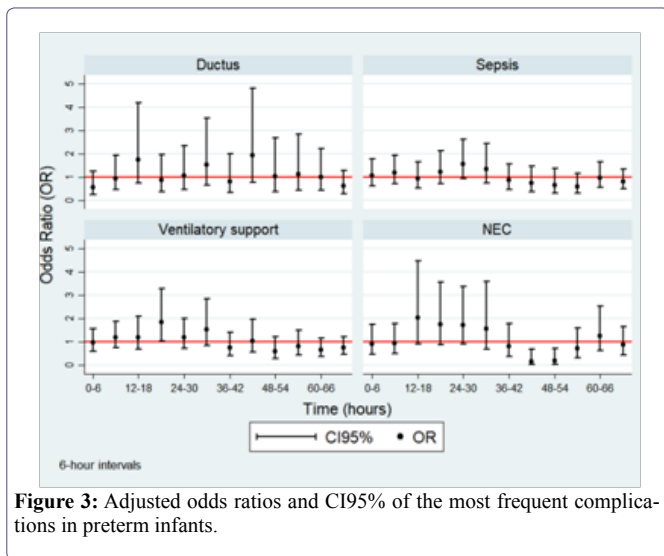 Ductus
Sepsis
5
4
3
2
1
0
Ventilatory support
NEC
5
4
3
2
1
0
Odds Ratio (OR)
0-6 12-18 24-30 36-42 48-54 60-66
0-6 12-18 24-30 36-42 48-54 60-66
Time (hours)
CI95% OR
6-hour intervals
Figure 3: Adjusted odds ratios and CI95% of the most frequent complica-
tions in preterm infants.